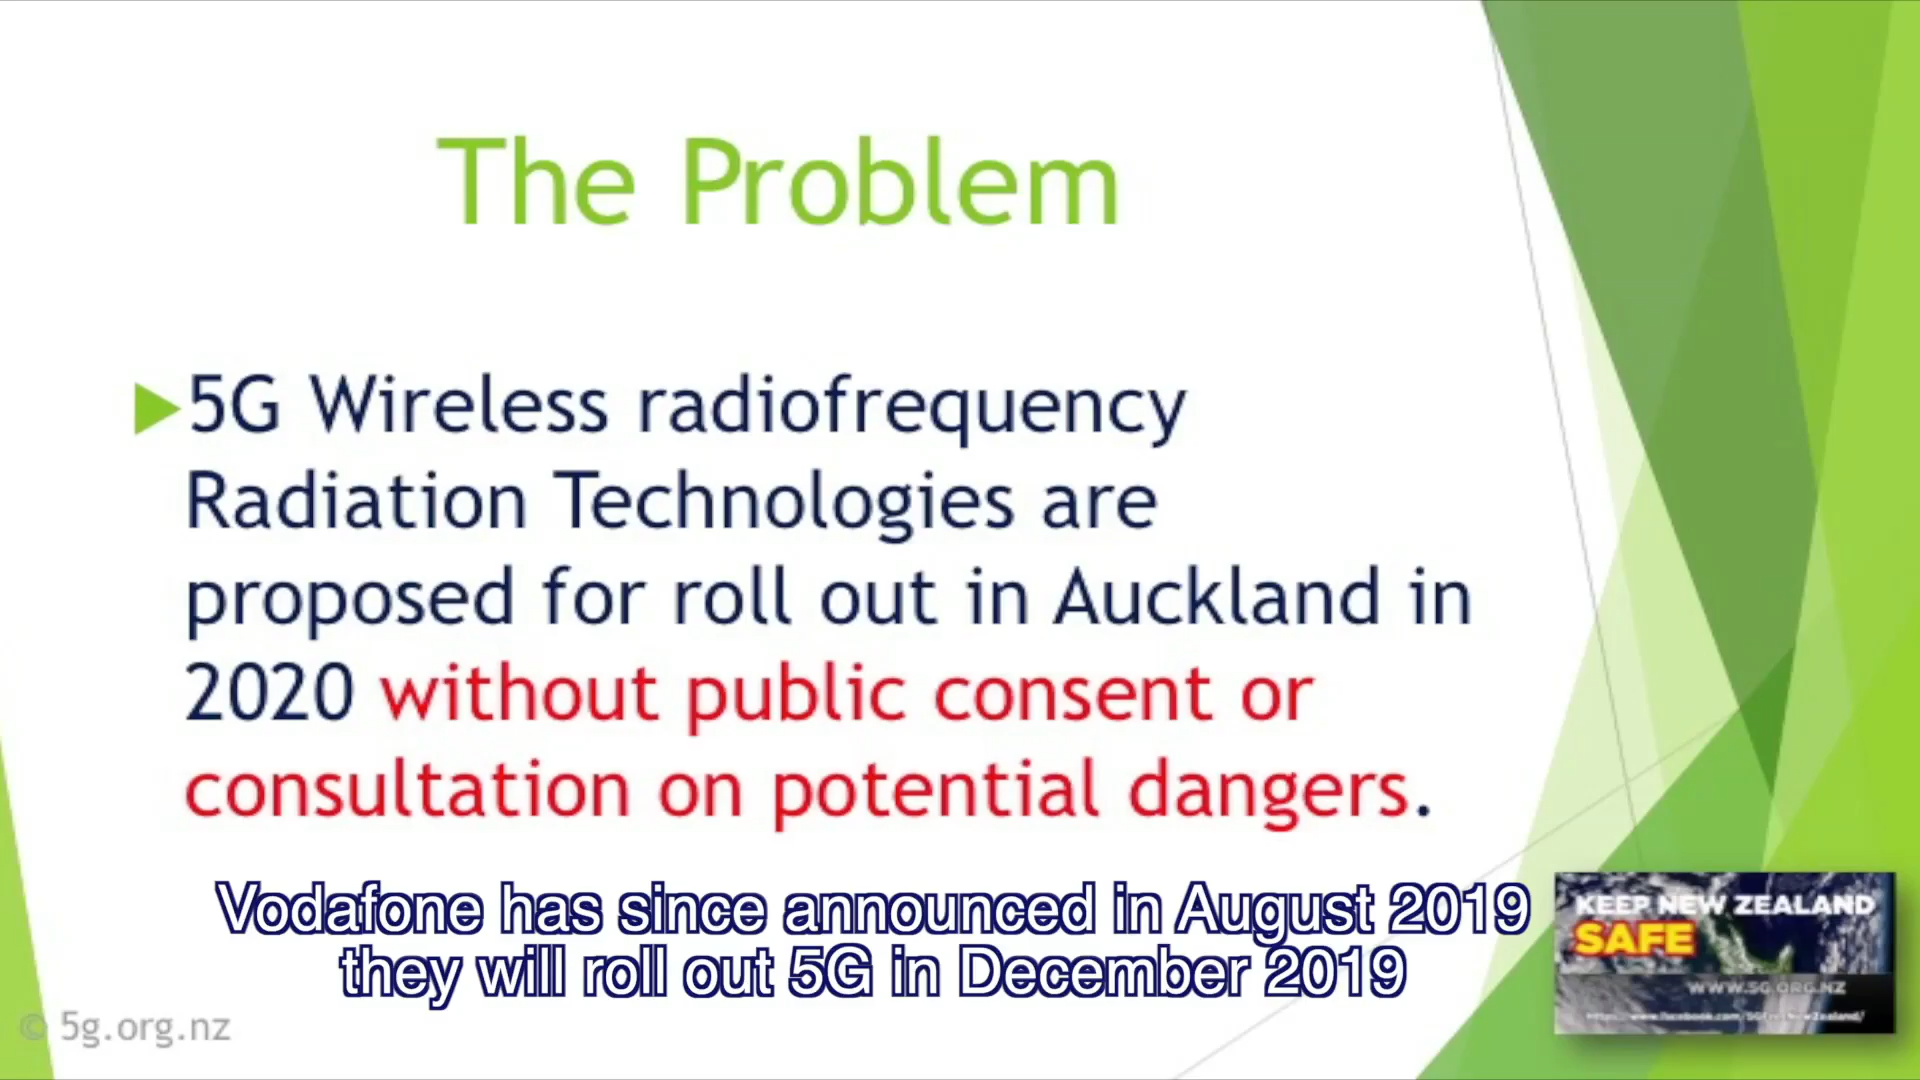 The Problem
5G Wireless radiofrequency
Radiation Technologies are
proposed for roll out in Auckland in
2020 without public consent or
consultation on potential dangers.
Vodafone has since announced in August 2019
they will roll out 5G in December 2019
KEEP NEW ZEALAND
SAFE
WWW.5G.ORG.NZ
© 5g.org.nz